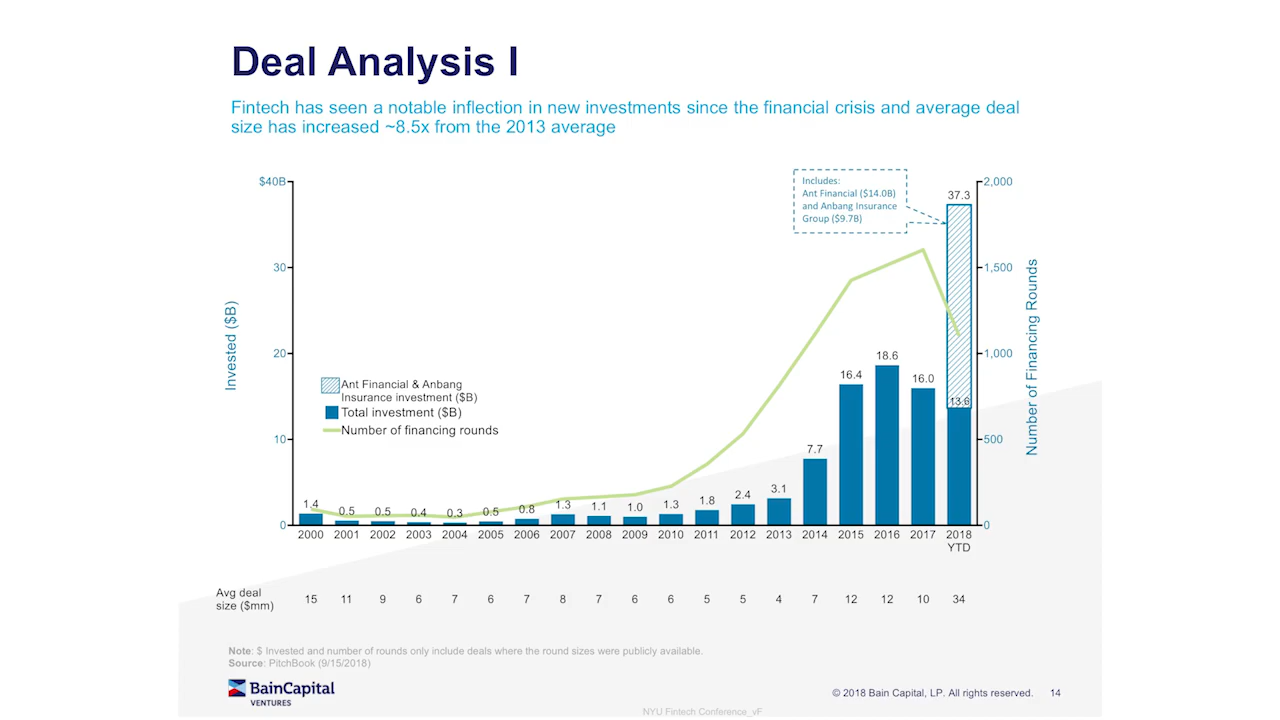 Deal Analysis I
Fintech has seen a notable inflection in new investments since the financial crisis and average deal
size has increased ~8.5x from the 2013 average
Includes:
Ant Financial ($14.0B)
and Anbang Insurance
Group ($9.7B)
$40B
30
20
10
0
Invested ($B)
2,000
1,500
1,000
500
0
Number of Financing Rounds
Ant Financial & Anbang
Insurance investment ($B)
Total investment ($B)
Number of financing rounds
1.4 0.5 0.5 0.4 0.3 0.5 0.8 1.3 1.1 1.0 1.3 1.8 2.4 3.1 7.7 16.4 18.6 16.0 13.6 37.3
2000 2001 2002 2003 2004 2005 2006 2007 2008 2009 2010 2011 2012 2013 2014 2015 2016 2017 2018
YTD
Avg deal
size ($mm)
15 11 9 6 7 6 7 8 7 6 6 5 5 4 7 12 12 10 34
Note: $ Invested and number of rounds only include deals where the round sizes were publicly available.
Source: PitchBook (9/15/2018)
BainCapital
VENTURES
© 2018 Bain Capital, LP. All rights reserved. 14
NYU Fintech Conference_vF